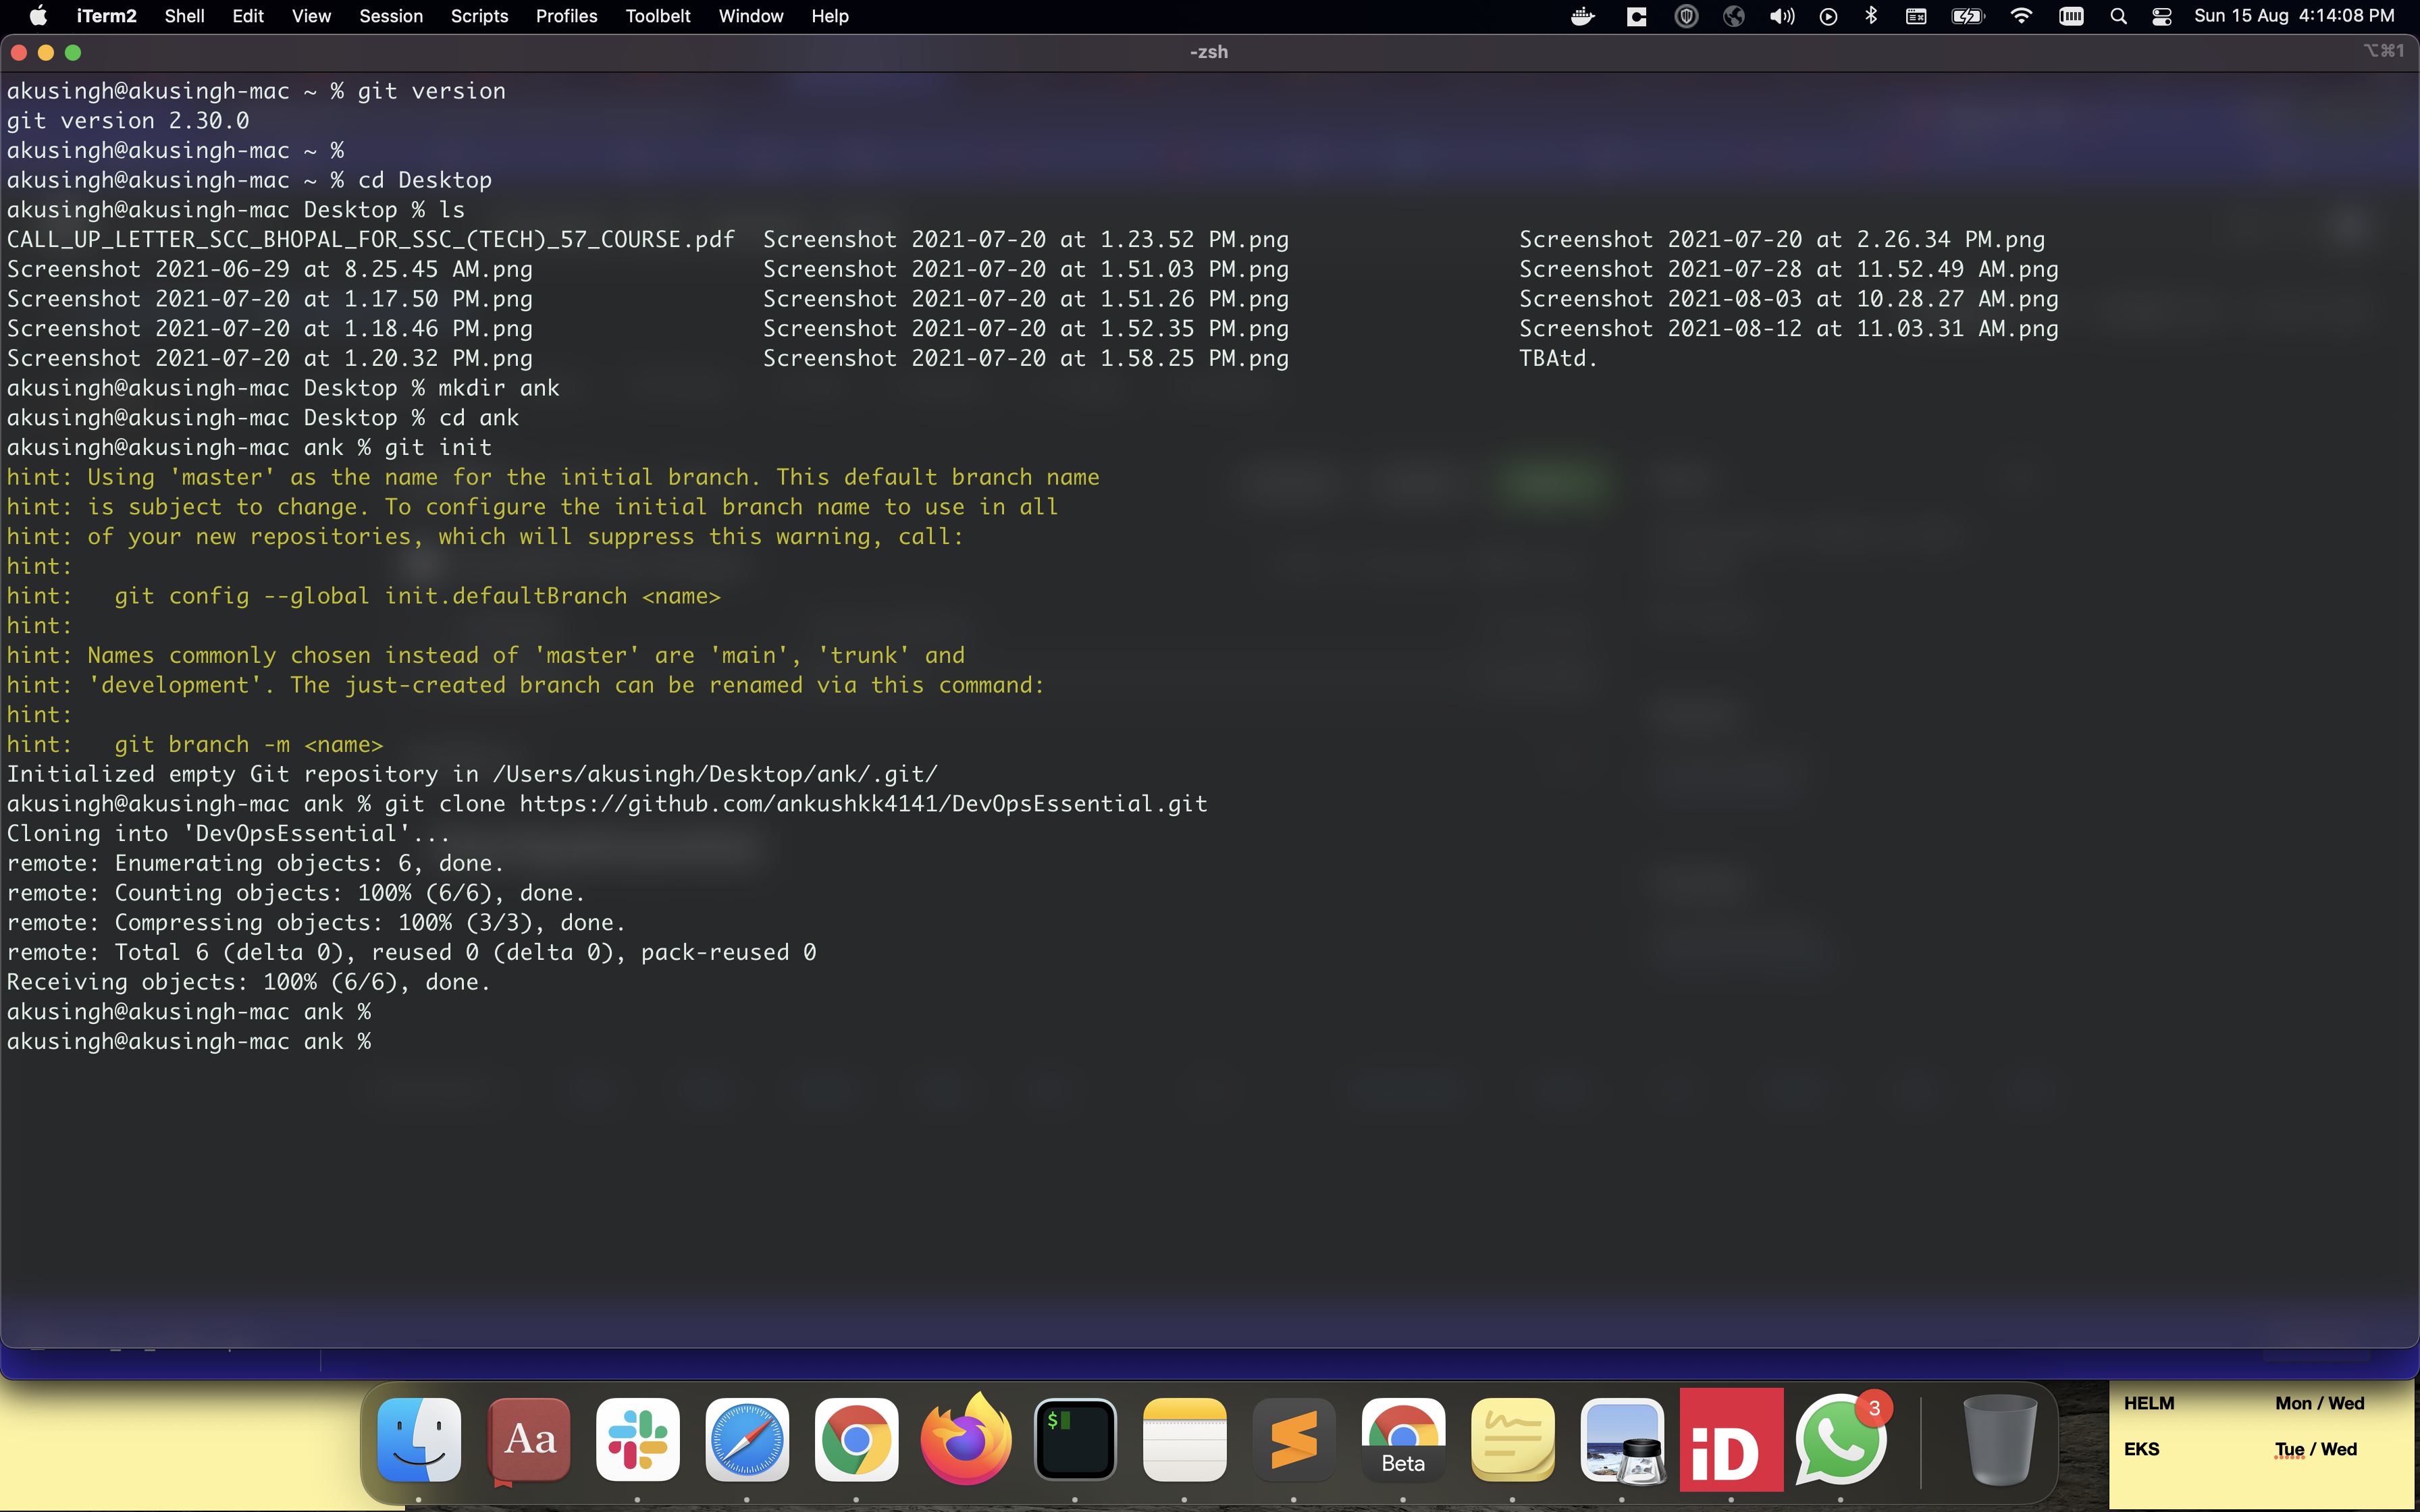 iTerm2 Shell Edit View Session Scripts Profiles Toolbelt Window Help Sun 15 Aug 4:14:08 PM
-zsh ⌥⌘1
akusingh@akusingh-mac ~ % git version
git version 2.30.0
akusingh@akusingh-mac ~ %
akusingh@akusingh-mac ~ % cd Desktop
akusingh@akusingh-mac Desktop % ls
CALL_UP_LETTER_SCC_BHOPAL_FOR_SSC_(TECH)_57_COURSE.pdf Screenshot 2021-07-20 at 1.23.52 PM.png Screenshot 2021-07-20 at 2.26.34 PM.png
Screenshot 2021-06-29 at 8.25.45 AM.png Screenshot 2021-07-20 at 1.51.03 PM.png Screenshot 2021-07-28 at 11.52.49 AM.png
Screenshot 2021-07-20 at 1.17.50 PM.png Screenshot 2021-07-20 at 1.51.26 PM.png Screenshot 2021-08-03 at 10.28.27 AM.png
Screenshot 2021-07-20 at 1.18.46 PM.png Screenshot 2021-07-20 at 1.52.35 PM.png Screenshot 2021-08-12 at 11.03.31 AM.png
Screenshot 2021-07-20 at 1.20.32 PM.png Screenshot 2021-07-20 at 1.58.25 PM.png TBAtd.
akusingh@akusingh-mac Desktop % mkdir ank
akusingh@akusingh-mac Desktop % cd ank
akusingh@akusingh-mac ank % git init
hint: Using 'master' as the name for the initial branch. This default branch name
hint: is subject to change. To configure the initial branch name to use in all
hint: of your new repositories, which will suppress this warning, call:
hint:
hint:   git config --global init.defaultBranch <name>
hint:
hint: Names commonly chosen instead of 'master' are 'main', 'trunk' and
hint: 'development'. The just-created branch can be renamed via this command:
hint:
hint:   git branch -m <name>
Initialized empty Git repository in /Users/akusingh/Desktop/ank/.git/
akusingh@akusingh-mac ank % git clone https://github.com/ankushkk4141/DevOpsEssential.git
Cloning into 'DevOpsEssential'...
remote: Enumerating objects: 6, done.
remote: Counting objects: 100% (6/6), done.
remote: Compressing objects: 100% (3/3), done.
remote: Total 6 (delta 0), reused 0 (delta 0), pack-reused 0
Receiving objects: 100% (6/6), done.
akusingh@akusingh-mac ank %
akusingh@akusingh-mac ank %
HELM Mon / Wed
EKS Tue / Wed
Aa
$
Beta
iD
3